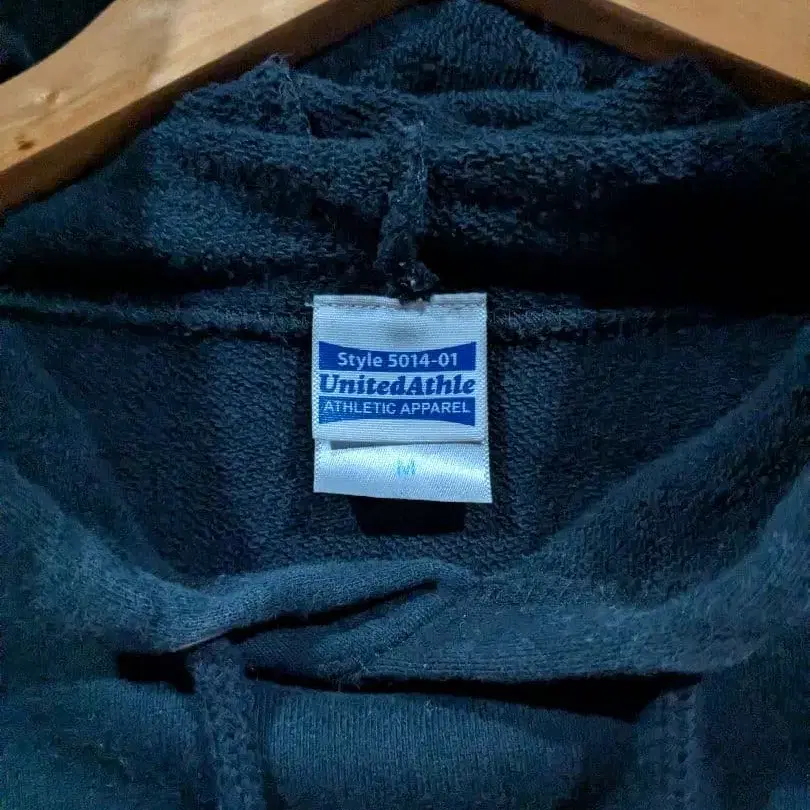 Style 5014-01
UnitedAthle
ATHLETIC APPAREL
M